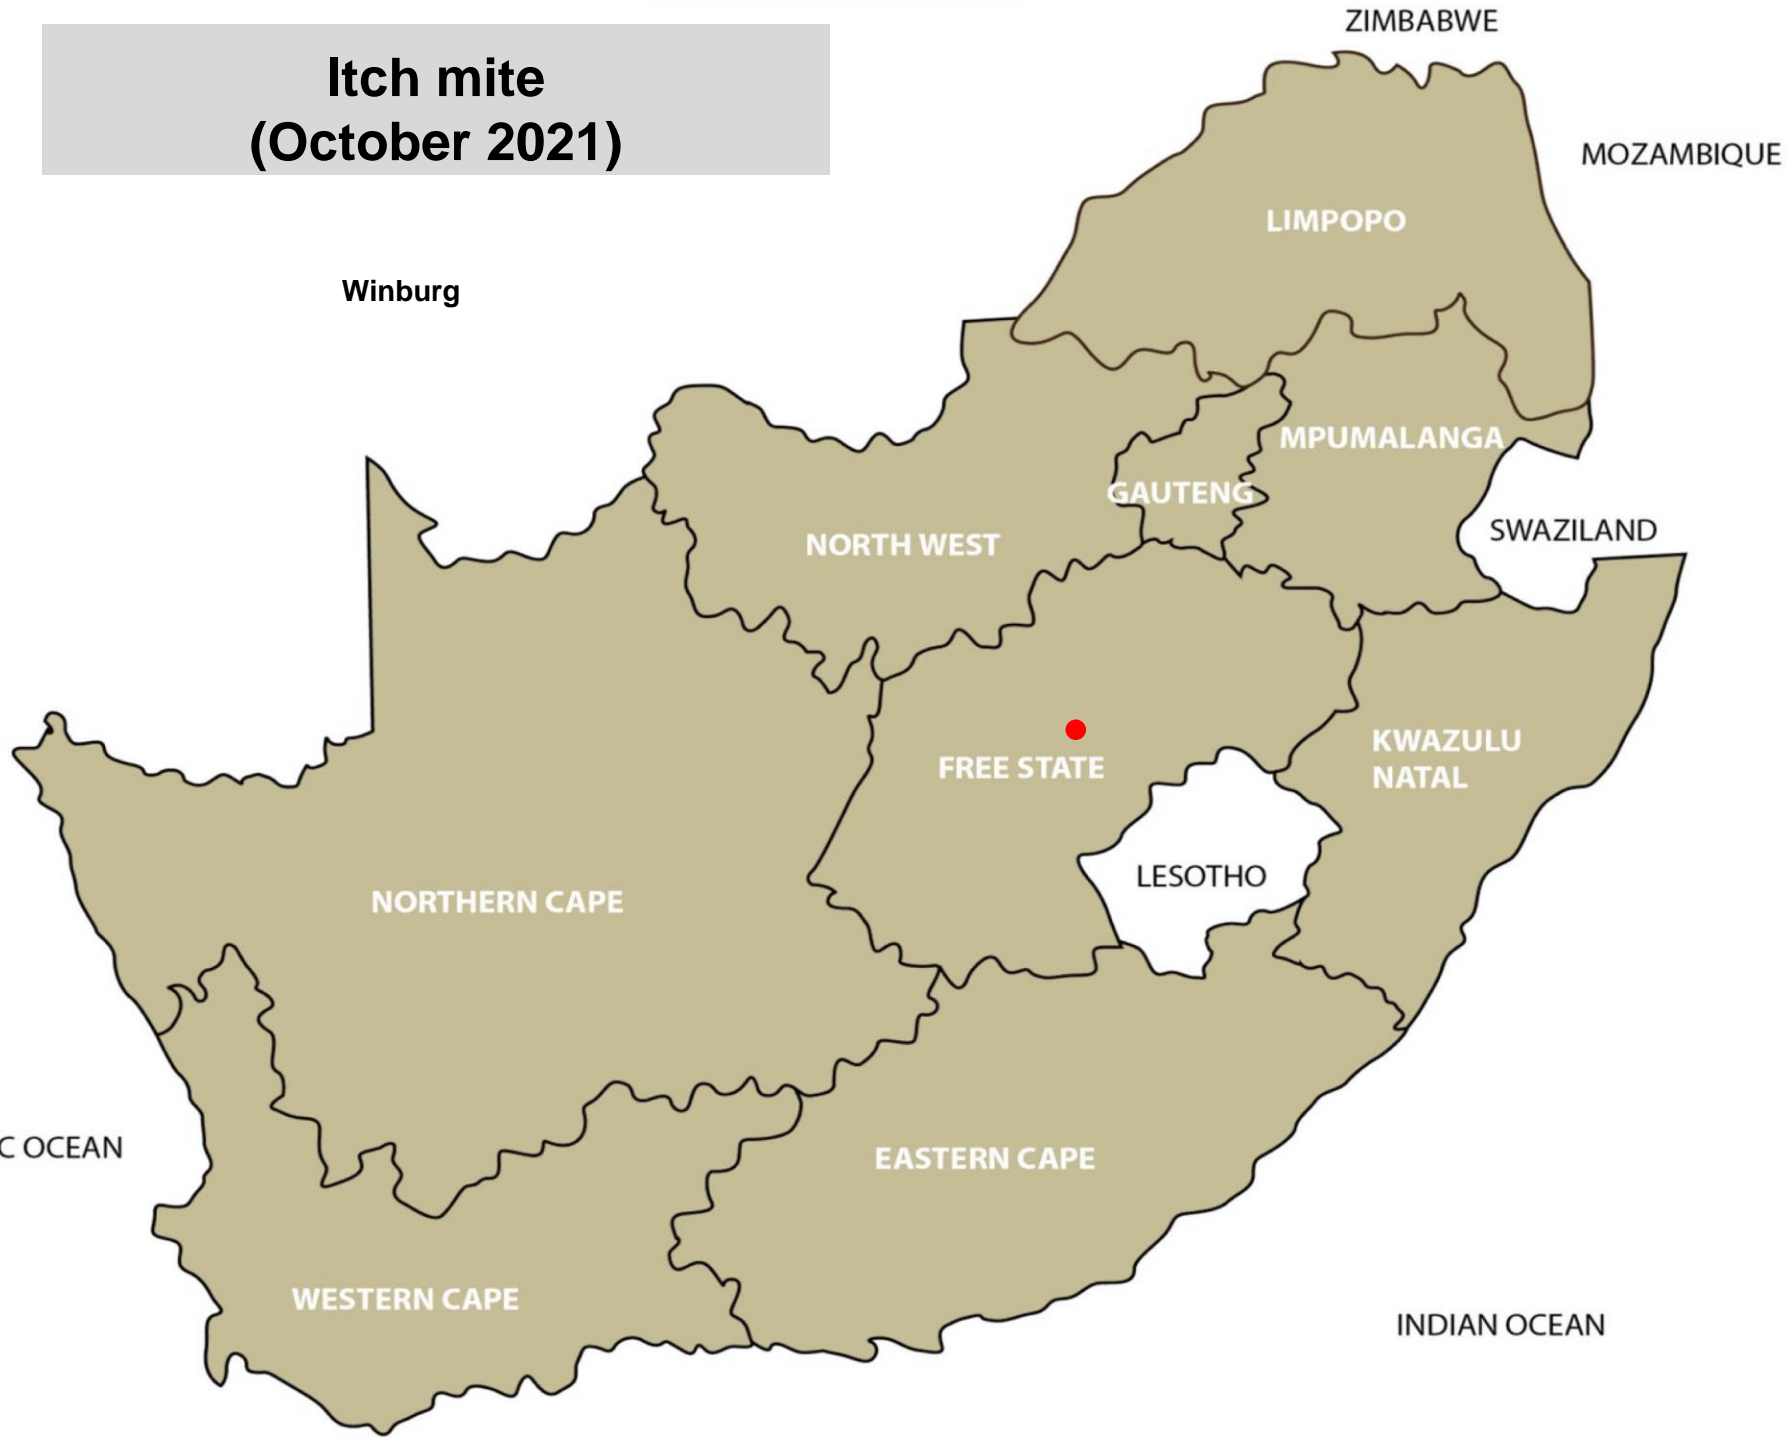 Itch mite
(October 2021)
ZIMBABWE
MOZAMBIQUE
LIMPOPO
Winburg
MPUMALANGA
GAUTENG
SWAZILAND
NORTH WEST
KWAZULU
NATAL
FREE STATE
LESOTHO
NORTHERN CAPE
C OCEAN
EASTERN CAPE
WESTERN CAPE
INDIAN OCEAN